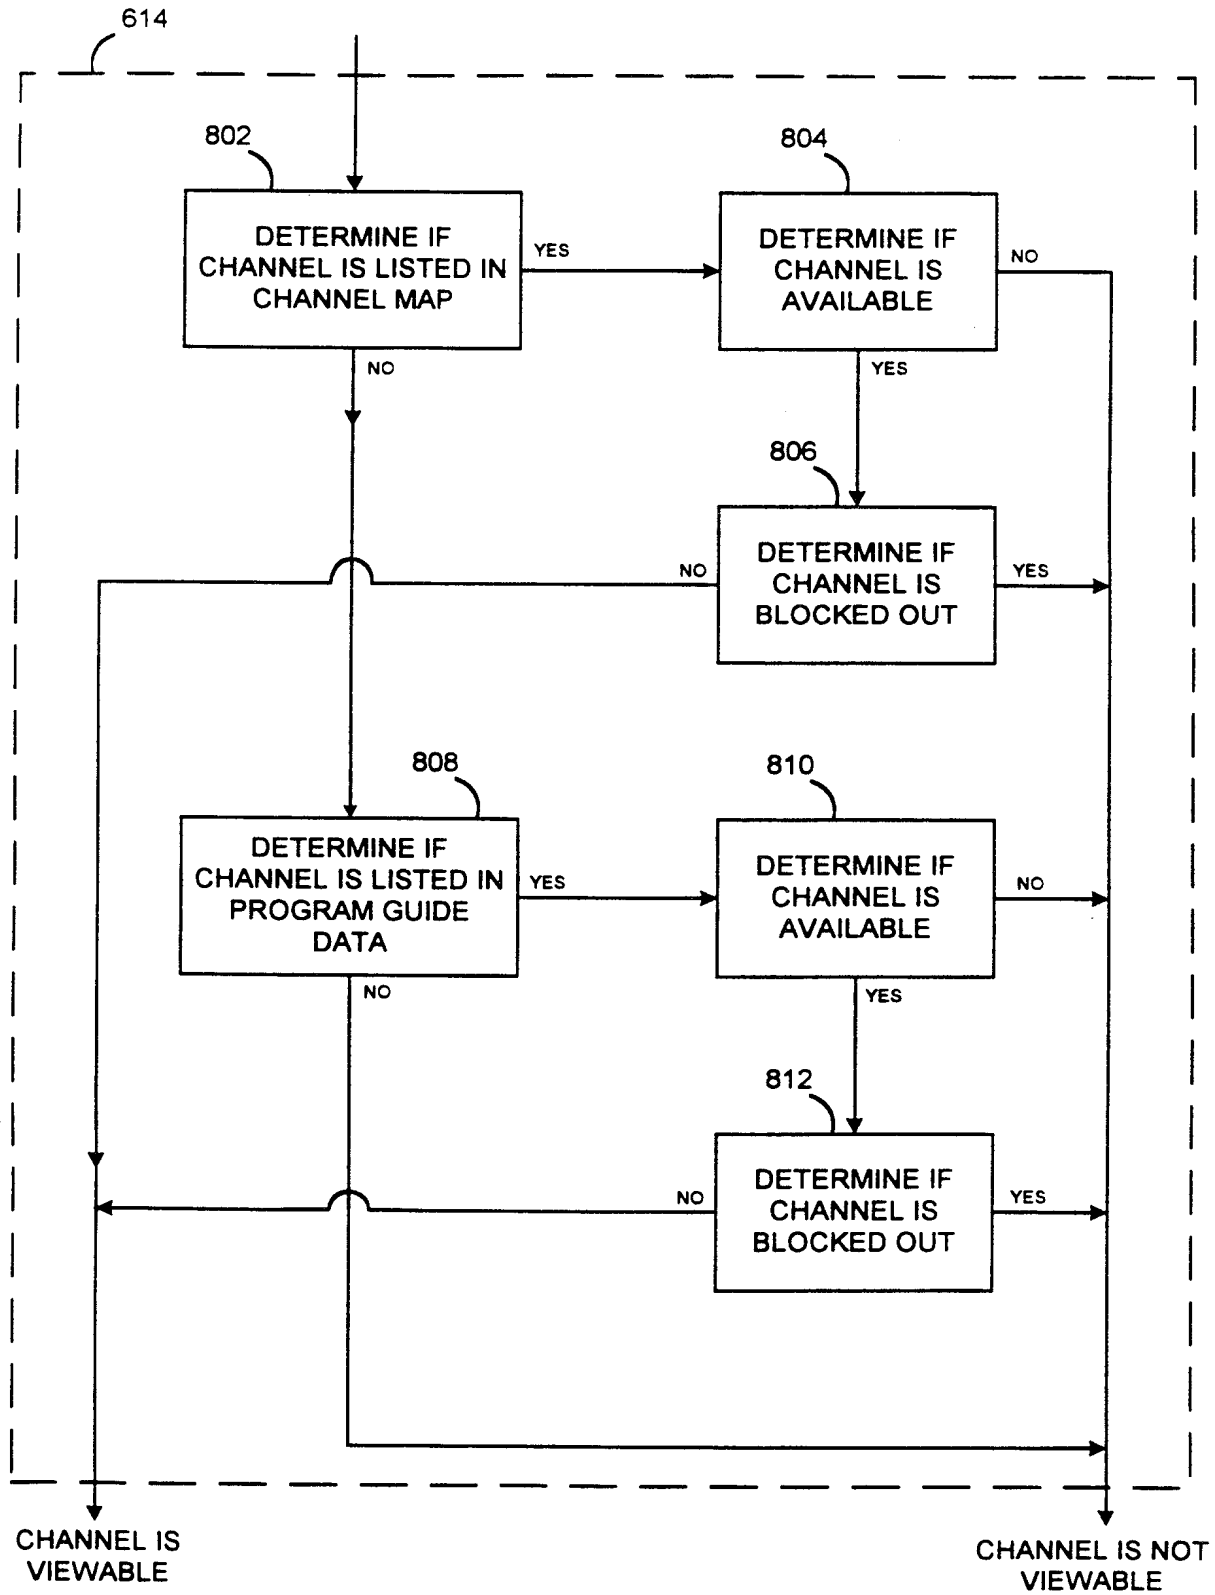 614
802
DETERMINE IF
CHANNEL IS LISTED IN
CHANNEL MAP
YES
NO
804
DETERMINE IF
CHANNEL IS
AVAILABLE
NO
YES
806
DETERMINE IF
CHANNEL IS
BLOCKED OUT
NO
YES
808
DETERMINE IF
CHANNEL IS LISTED IN
PROGRAM GUIDE
DATA
YES
NO
810
DETERMINE IF
CHANNEL IS
AVAILABLE
NO
YES
812
DETERMINE IF
CHANNEL IS
BLOCKED OUT
NO
YES
CHANNEL IS
VIEWABLE
CHANNEL IS NOT
VIEWABLE